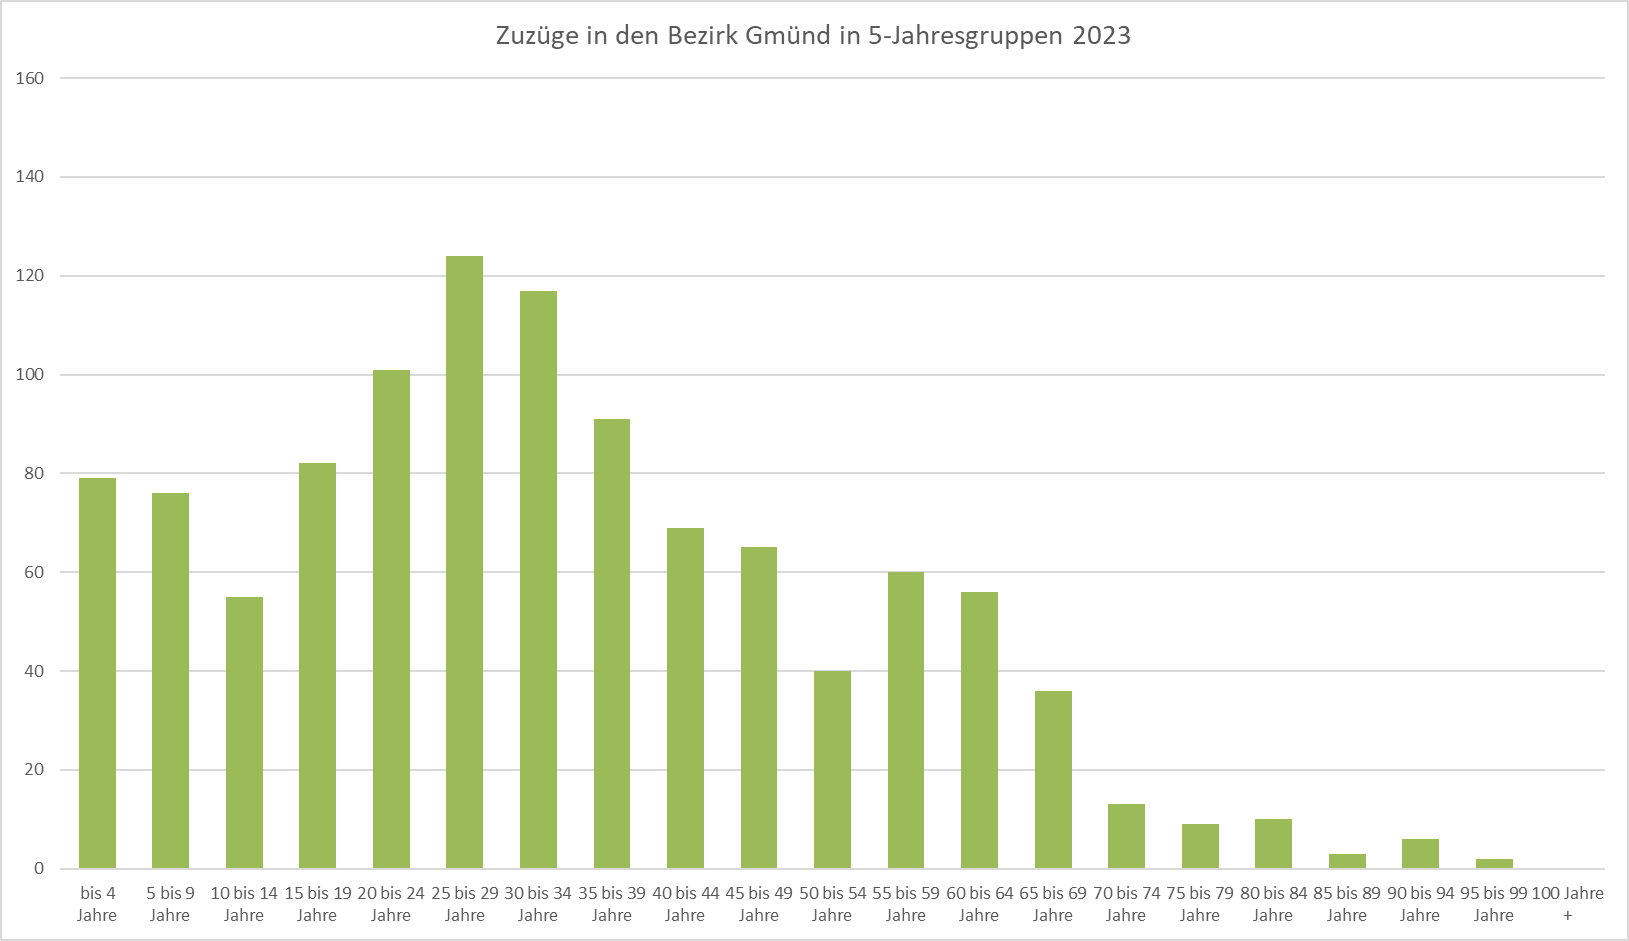 Zuzüge in den Bezirk Gmünd in 5-Jahresgruppen 2023
160
140
120
100
80
60
40
20
0
bis 4 Jahre
5 bis 9 Jahre
10 bis 14 Jahre
15 bis 19 Jahre
20 bis 24 Jahre
25 bis 29 Jahre
30 bis 34 Jahre
35 bis 39 Jahre
40 bis 44 Jahre
45 bis 49 Jahre
50 bis 54 Jahre
55 bis 59 Jahre
60 bis 64 Jahre
65 bis 69 Jahre
70 bis 74 Jahre
75 bis 79 Jahre
80 bis 84 Jahre
85 bis 89 Jahre
90 bis 94 Jahre
95 bis 99 Jahre
100 Jahre +